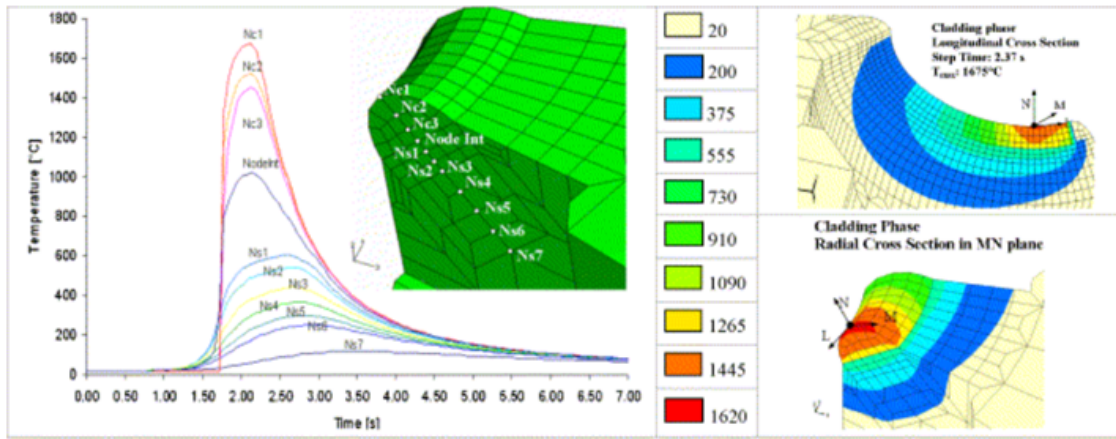 1800
1600
1400
1200
1000
800
600
400
200
0
Temperature [°C]
Nc1
Nc2
Nc3
NodeInt
Ns1
Ns2
Ns3
Ns4
Ns5
Ns6
Ns7
0.00 0.50 1.00 1.50 2.00 2.50 3.00 3.50 4.00 4.50 5.00 5.50 6.00 6.50 7.00
Time [s]
Nc1
Nc2
Nc3
Node Int
Ns1
Ns2
Ns3
Ns4
Ns5
Ns6
Ns7
20
200
375
555
730
910
1090
1265
1445
1620
Cladding phase
Longitudinal Cross Section
Step Time: 2.37 s
Tmax: 1675°C
N M
Cladding Phase
Radial Cross Section in MN plane
N
M
L